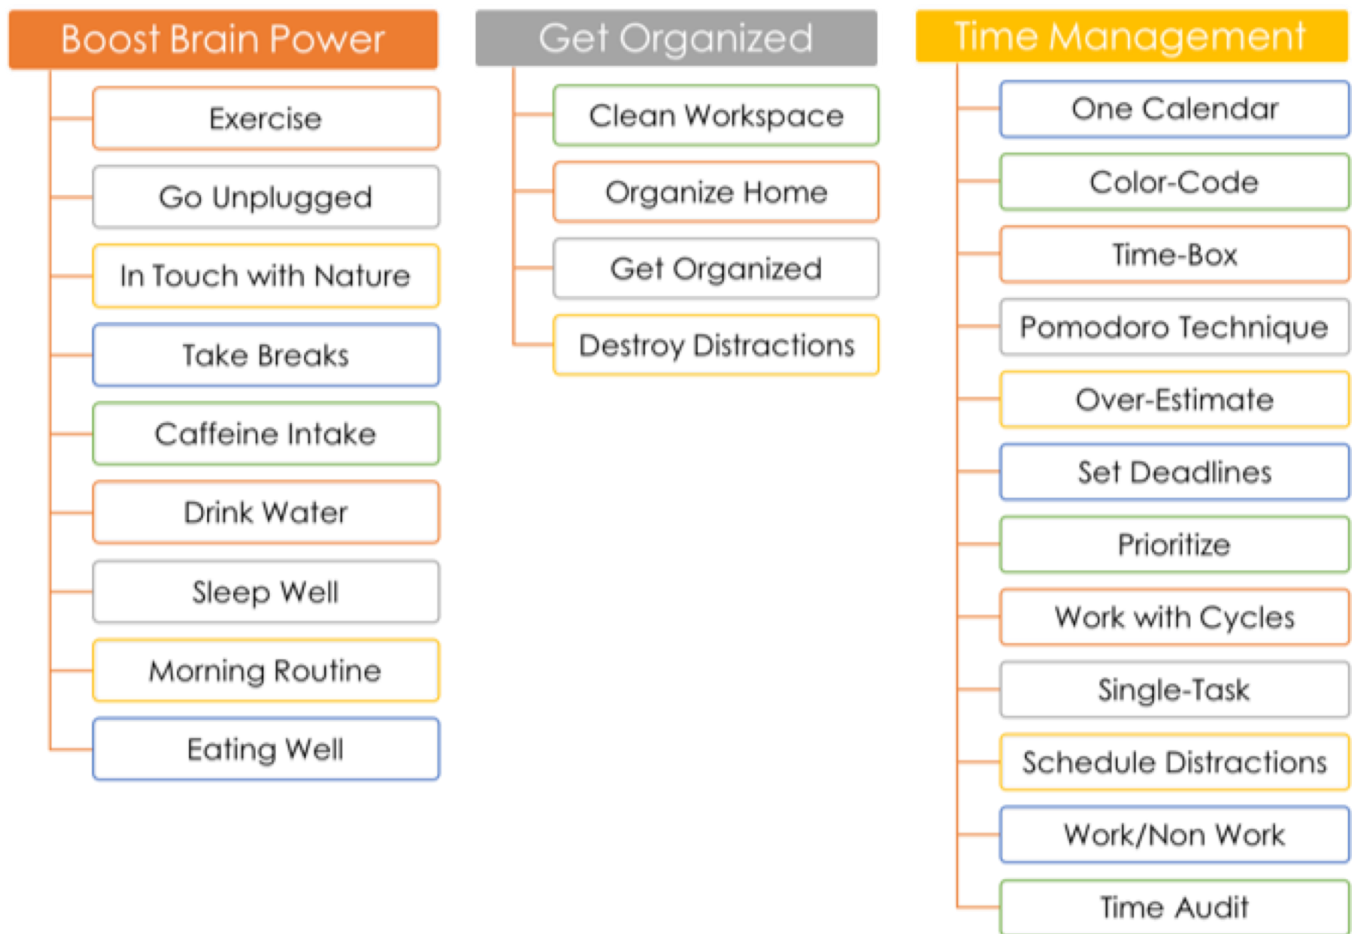 Boost Brain Power
Exercise
Go Unplugged
In Touch with Nature
Take Breaks
Caffeine Intake
Drink Water
Sleep Well
Morning Routine
Eating Well
Get Organized
Clean Workspace
Organize Home
Get Organized
Destroy Distractions
Time Management
One Calendar
Color-Code
Time-Box
Pomodoro Technique
Over-Estimate
Set Deadlines
Prioritize
Work with Cycles
Single-Task
Schedule Distractions
Work/Non Work
Time Audit